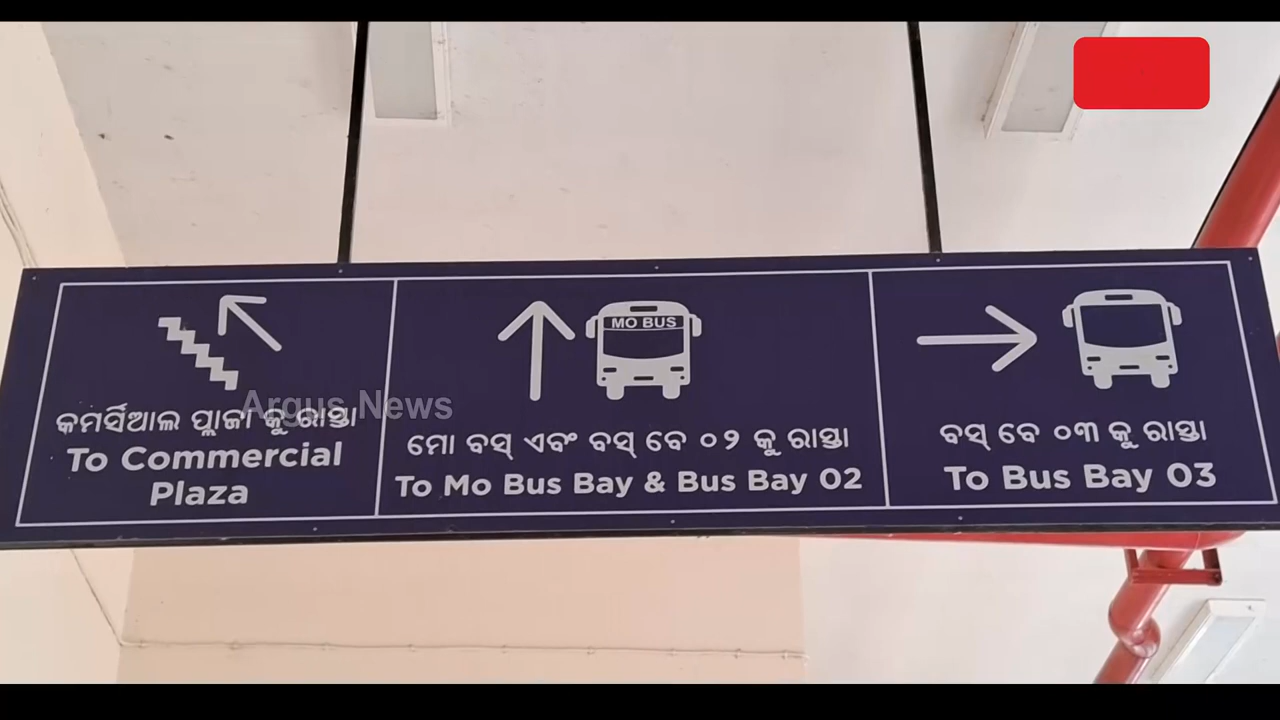 କମର୍ସିଆଲ ପ୍ଲାଜା କୁ ରାସ୍ତା
To Commercial
Plaza
MO BUS
ମୋ ବସ୍ ଏବଂ ବସ୍ ବେ ୦୨ କୁ ରାସ୍ତା
To Mo Bus Bay & Bus Bay 02
ବସ୍ ବେ ୦୩ କୁ ରାସ୍ତା
To Bus Bay 03
Argus News